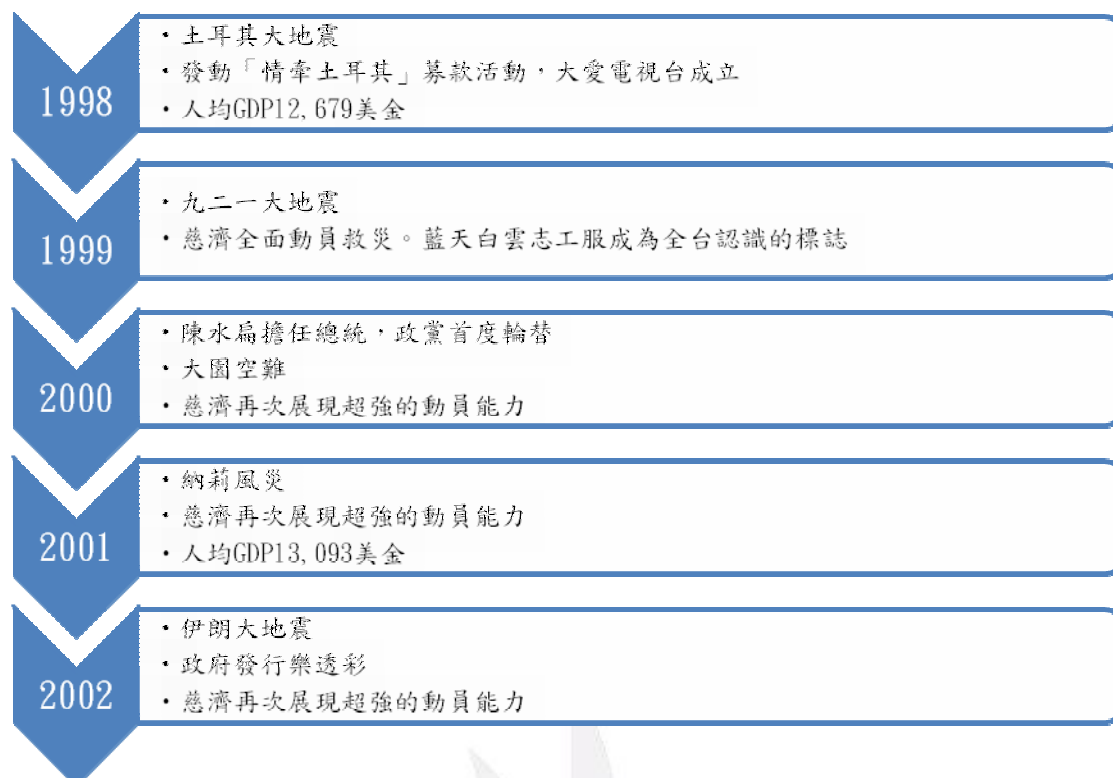 1998
・土耳其大地震
・發動「情牽土耳其」募款活動，大愛電視台成立
・人均GDP12,679美金
1999
・九二一大地震
・慈濟全面動員救災。藍天白雲志工服成為全台認識的標誌
2000
・陳水扁擔任總統，政黨首度輪替
・大園空難
・慈濟再次展現超強的動員能力
2001
・納莉風災
・慈濟再次展現超強的動員能力
・人均GDP13,093美金
2002
・伊朗大地震
・政府發行樂透彩
・慈濟再次展現超強的動員能力